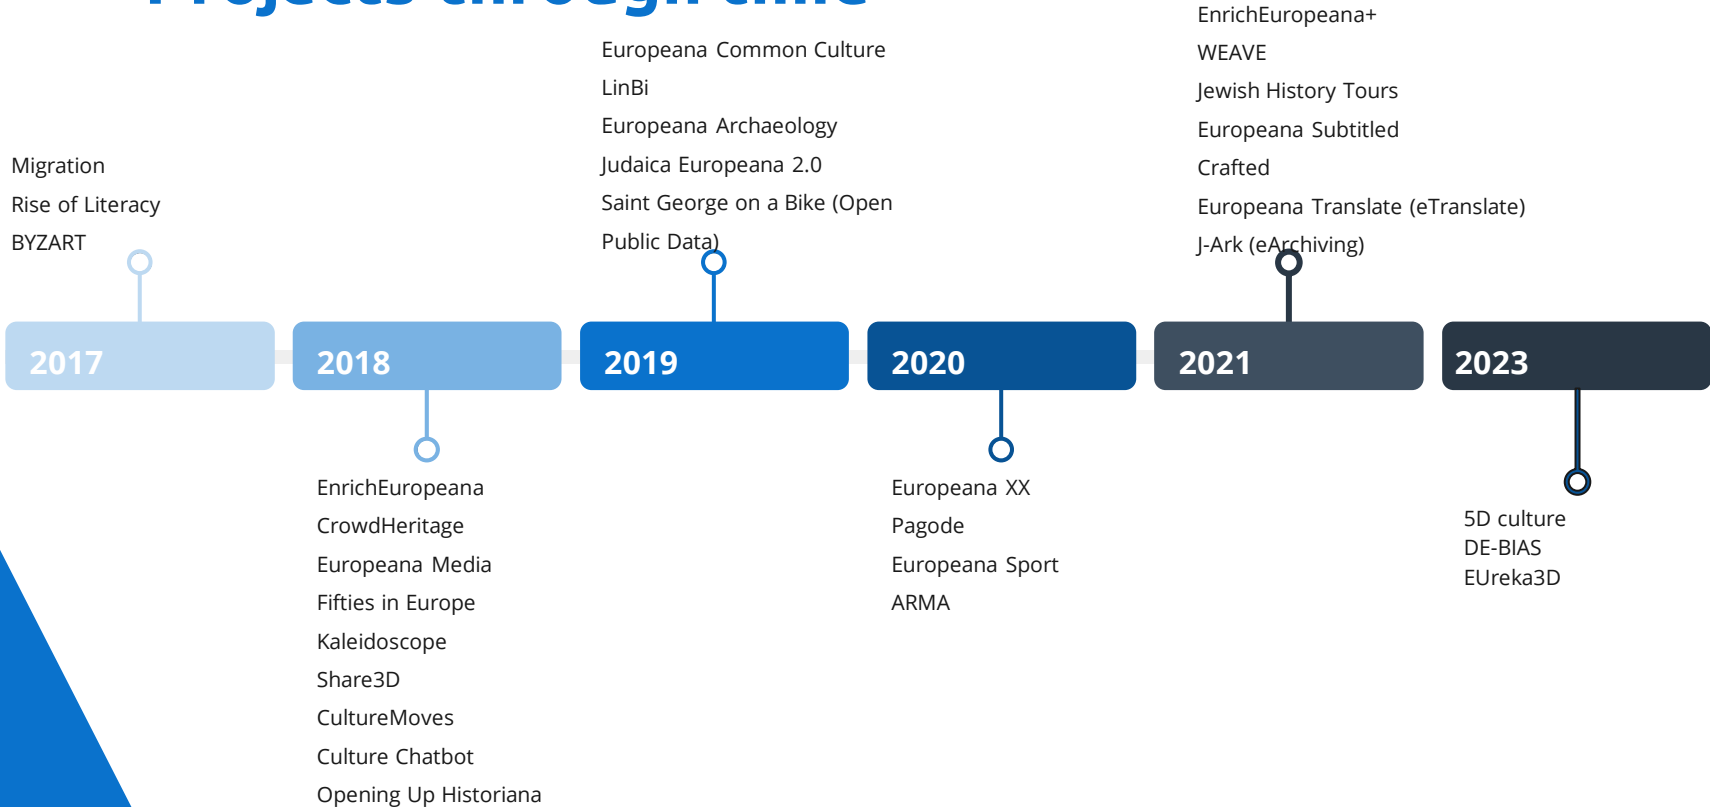 Projects through time
Migration
Rise of Literacy
BYZART
2017
2018
EnrichEuropeana
CrowdHeritage
Europeana Media
Fifties in Europe
Kaleidoscope
Share3D
CultureMoves
Culture Chatbot
Opening Up Historiana
Europeana Common Culture
LinBi
Europeana Archaeology
Judaica Europeana 2.0
Saint George on a Bike (Open
Public Data)
2019
2020
Europeana XX
Pagode
Europeana Sport
ARMA
EnrichEuropeana+
WEAVE
Jewish History Tours
Europeana Subtitled
Crafted
Europeana Translate (eTranslate)
J-Ark (eArchiving)
2021
2023
5D culture
DE-BIAS
EUreka3D